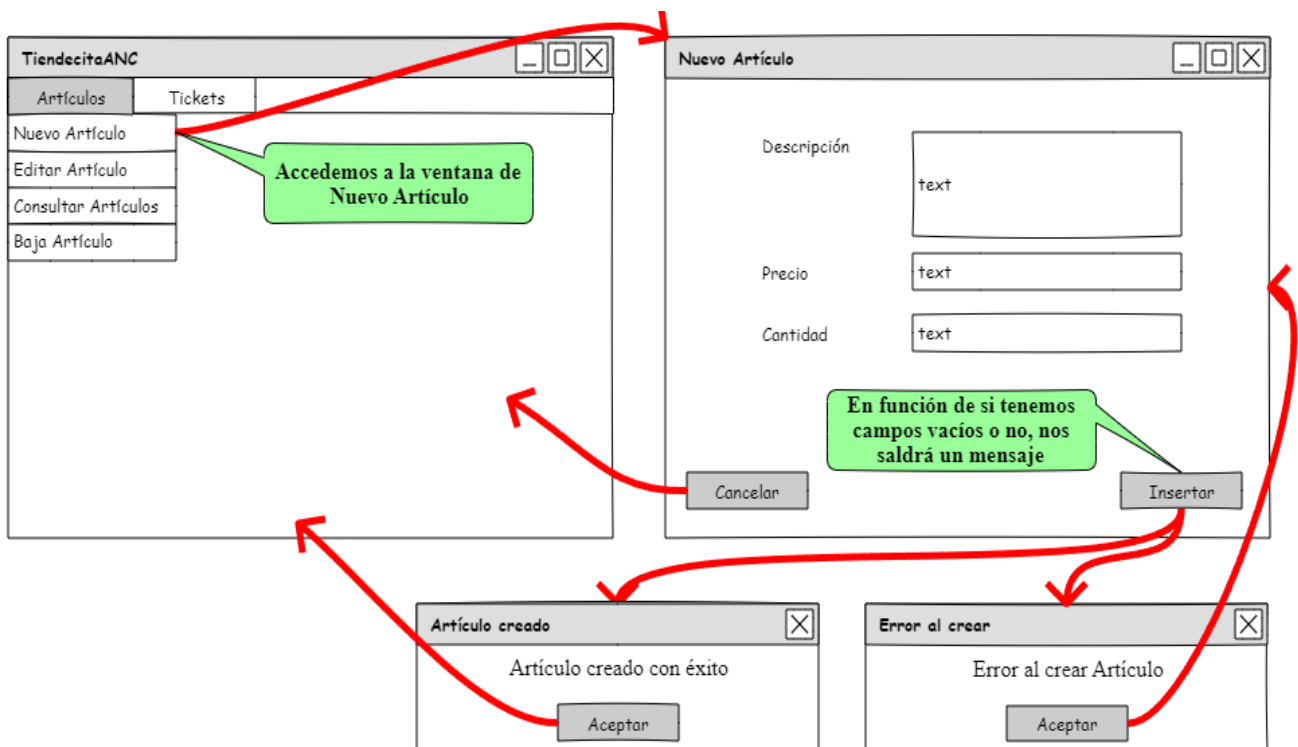 TiendecitaANC
Artículos
Tickets
Nuevo Artículo
Editar Artículo
Consultar Artículos
Baja Artículo
Accedemos a la ventana de
Nuevo Artículo
Nuevo Artículo
Descripción
text
Precio
text
Cantidad
text
En función de si tenemos
campos vacíos o no, nos
saldrá un mensaje
Cancelar
Insertar
Artículo creado
Artículo creado con éxito
Aceptar
Error al crear
Error al crear Artículo
Aceptar